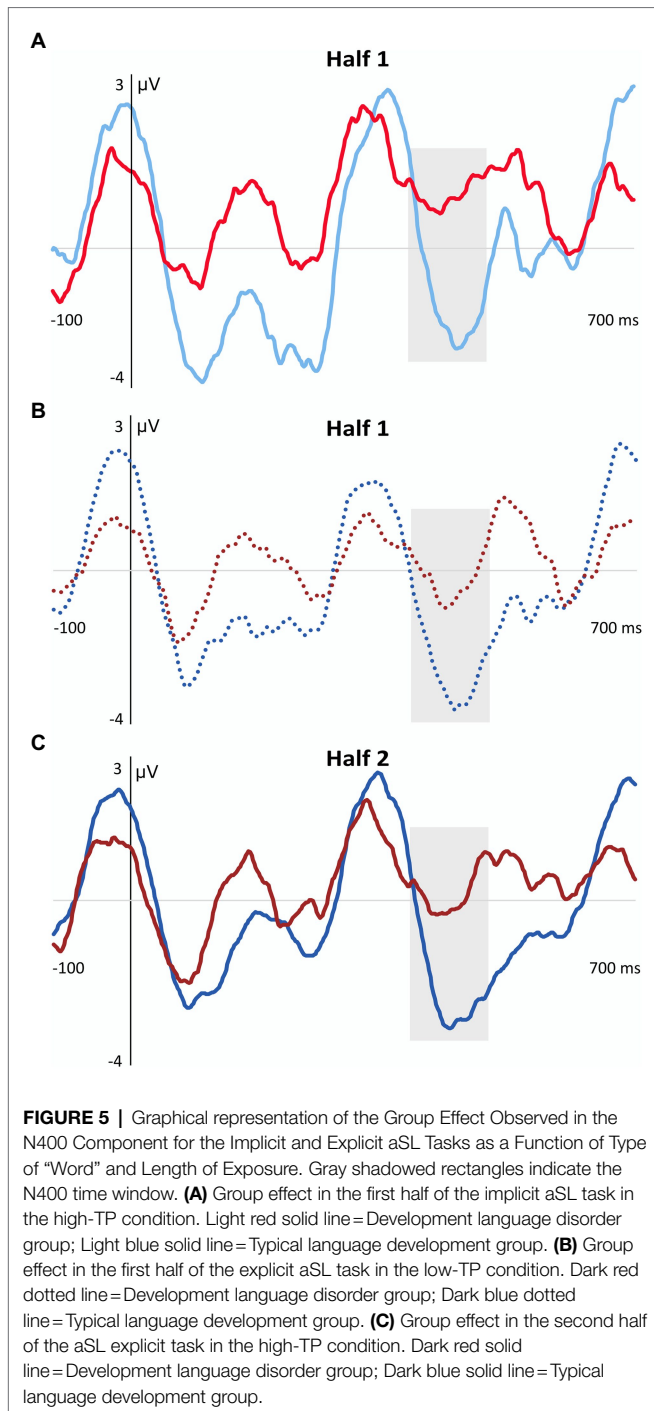 A
Half 1
3 µV
-100
700 ms
-4
B
Half 1
3 µV
-100
700 ms
-4
C
Half 2
3 µV
-100
700 ms
-4
FIGURE 5 | Graphical representation of the Group Effect Observed in the
N400 Component for the Implicit and Explicit aSL Tasks as a Function of Type
of “Word” and Length of Exposure. Gray shadowed rectangles indicate the
N400 time window. (A) Group effect in the first half of the implicit aSL task in
the high-TP condition. Light red solid line=Development language disorder
group; Light blue solid line=Typical language development group. (B) Group
effect in the first half of the explicit aSL task in the low-TP condition. Dark red
dotted line=Development language disorder group; Dark blue dotted
line=Typical language development group. (C) Group effect in the second half
of the aSL explicit task in the high-TP condition. Dark red solid
line=Development language disorder group; Dark blue solid line=Typical
language development group.